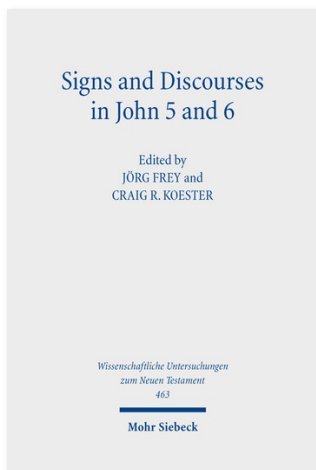 Signs and Discourses
in John 5 and 6
Edited by
JÖRG FREY and
CRAIG R. KOESTER
Wissenschaftliche Untersuchungen
zum Neuen Testament
463
Mohr Siebeck